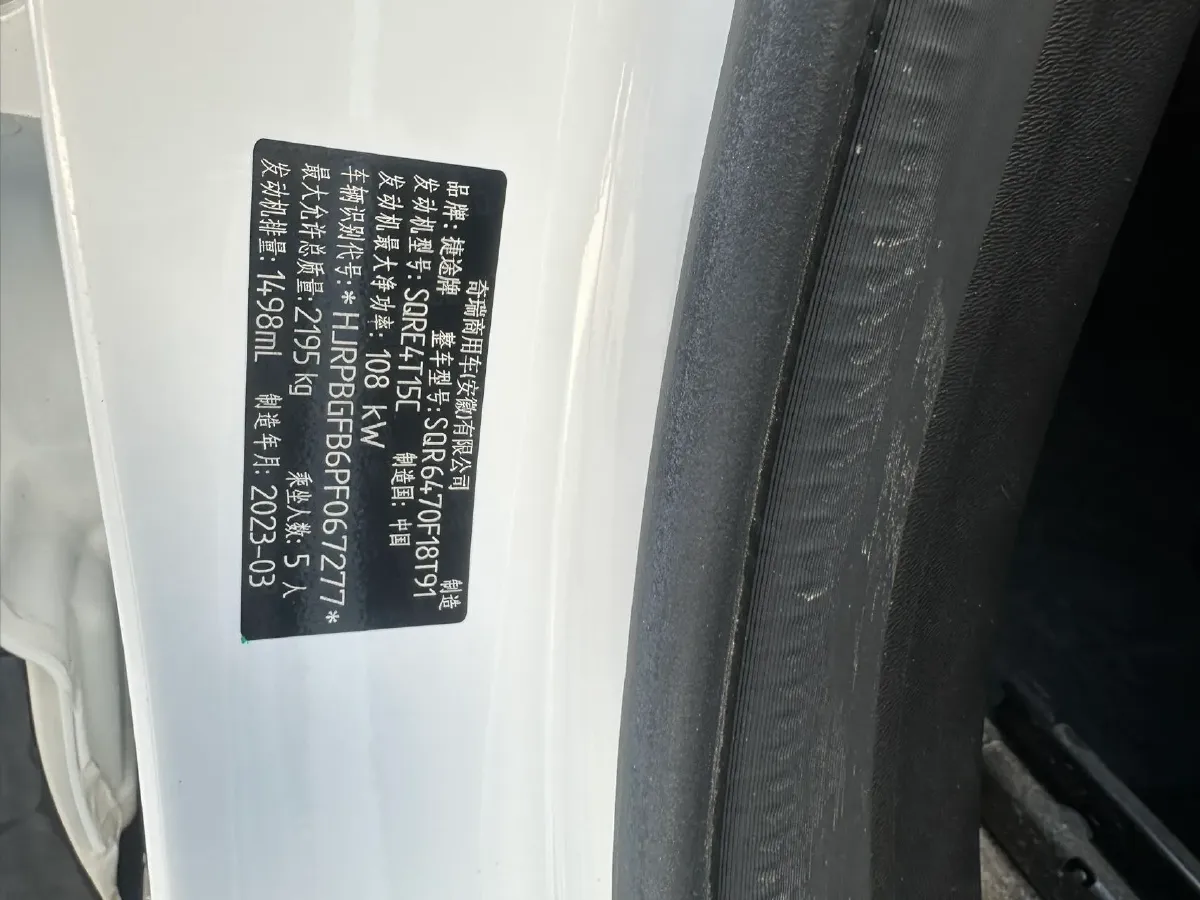 奇瑞商用车(安徽)有限公司 制造
品牌: 捷途牌 整车型号: SQR6470F18T91
发动机型号: SQRE4T15C 制造国: 中国
发动机最大净功率: 108 kW
车辆识别代号: *HJRPBGFB6PF067277*
最大允许总质量: 2195 kg 乘坐人数: 5 人
发动机排量: 1498mL 制造年月: 2023-03